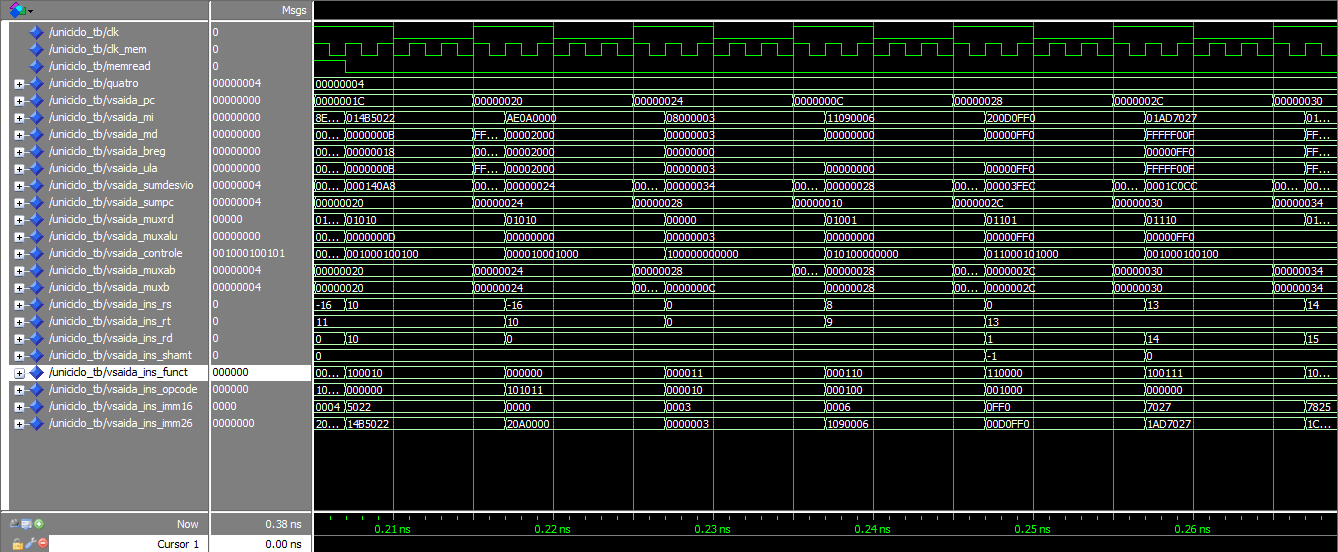 Msgs
/uniciclo_tb/clk 0
/uniciclo_tb/clk_mem 0
/uniciclo_tb/memread 0
/uniciclo_tb/quatro 00000004 00000004
/uniciclo_tb/vsaida_pc 00000000 0000001C 00000020 00000024 0000000C 00000028 0000002C 00000030
/uniciclo_tb/vsaida_mi 00000000 8E... 014B5022 AE0A0000 08000003 11090006 200D0FF0 01AD7027 01...
/uniciclo_tb/vsaida_md 00000000 00... 0000000B FF... 00002000 00000003 00000000 00000FF0 FFFFF00F FF...
/uniciclo_tb/vsaida_breg 00000000 00... 00000018 00... 00002000 00000000 00000FF0 FF...
/uniciclo_tb/vsaida_ula 00000000 00... 0000000B FF... 00002000 00000003 00000000 00000FF0 FFFFF00F FF...
/uniciclo_tb/vsaida_sumdesvio 00000004 00... 000140A8 00... 00000024 00... 00000034 00... 00000028 00... 00003FEC 00... 0001C0CC 00... 00...
/uniciclo_tb/vsaida_sumpc 00000004 00000020 00000024 00000028 00000010 0000002C 00000030 00000034
/uniciclo_tb/vsaida_muxrd 00000 01... 01010 01010 00000 01001 01101 01110 01...
/uniciclo_tb/vsaida_muxalu 00000000 00... 0000000D 00000000 00000003 00000000 00000FF0 00000FF0
/uniciclo_tb/vsaida_controle 001000100101 00... 001000100100 000010001000 100000000000 010100000000 011000101000 001000100100
/uniciclo_tb/vsaida_muxab 00000004 00000020 00000024 00000028 00... 00000028 00... 0000002C 00000030 00000034
/uniciclo_tb/vsaida_muxb 00000004 00000020 00000024 00... 0000000C 00000028 00... 0000002C 00000030 00000034
/uniciclo_tb/vsaida_ins_rs 0 -16 10 -16 0 8 0 13 14
/uniciclo_tb/vsaida_ins_rt 0 11 10 0 9 13
/uniciclo_tb/vsaida_ins_rd 0 0 10 0 1 14 15
/uniciclo_tb/vsaida_ins_shamt 0 0 -1 0
/uniciclo_tb/vsaida_ins_funct 000000 00... 100010 000000 000011 000110 110000 100111 10...
/uniciclo_tb/vsaida_ins_opcode 000000 10... 000000 101011 000010 000100 001000 000000
/uniciclo_tb/vsaida_ins_imm16 0000 0004 5022 0000 0003 0006 0FF0 7027 7825
/uniciclo_tb/vsaida_ins_imm26 0000000 20... 14B5022 20A0000 0000003 1090006 00D0FF0 1AD7027 1C...
Now 0.38 ns 0.21 ns 0.22 ns 0.23 ns 0.24 ns 0.25 ns 0.26 ns
Cursor 1 0.00 ns